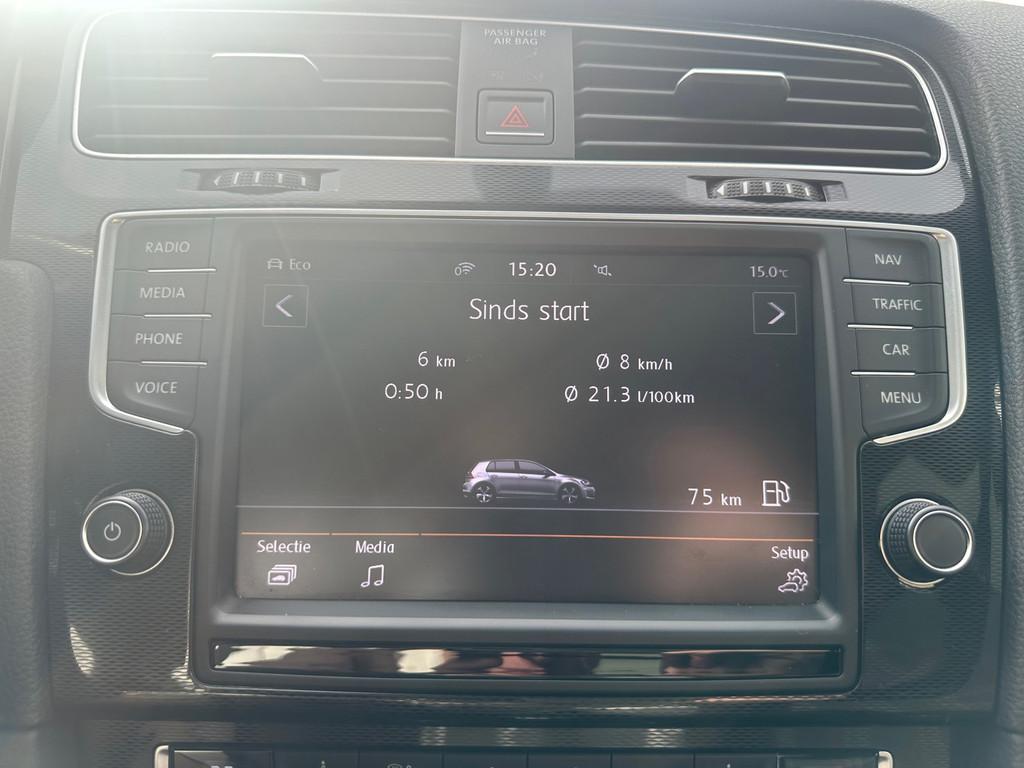 PASSENGER
AIR BAG
RADIO
MEDIA
PHONE
VOICE
NAV
TRAFFIC
CAR
MENU
Eco
0
15:20
15.0°C
Sinds start
6 km
Ø 8 km/h
0:50 h
Ø 21.3 l/100km
75 km
Selectie
Media
Setup